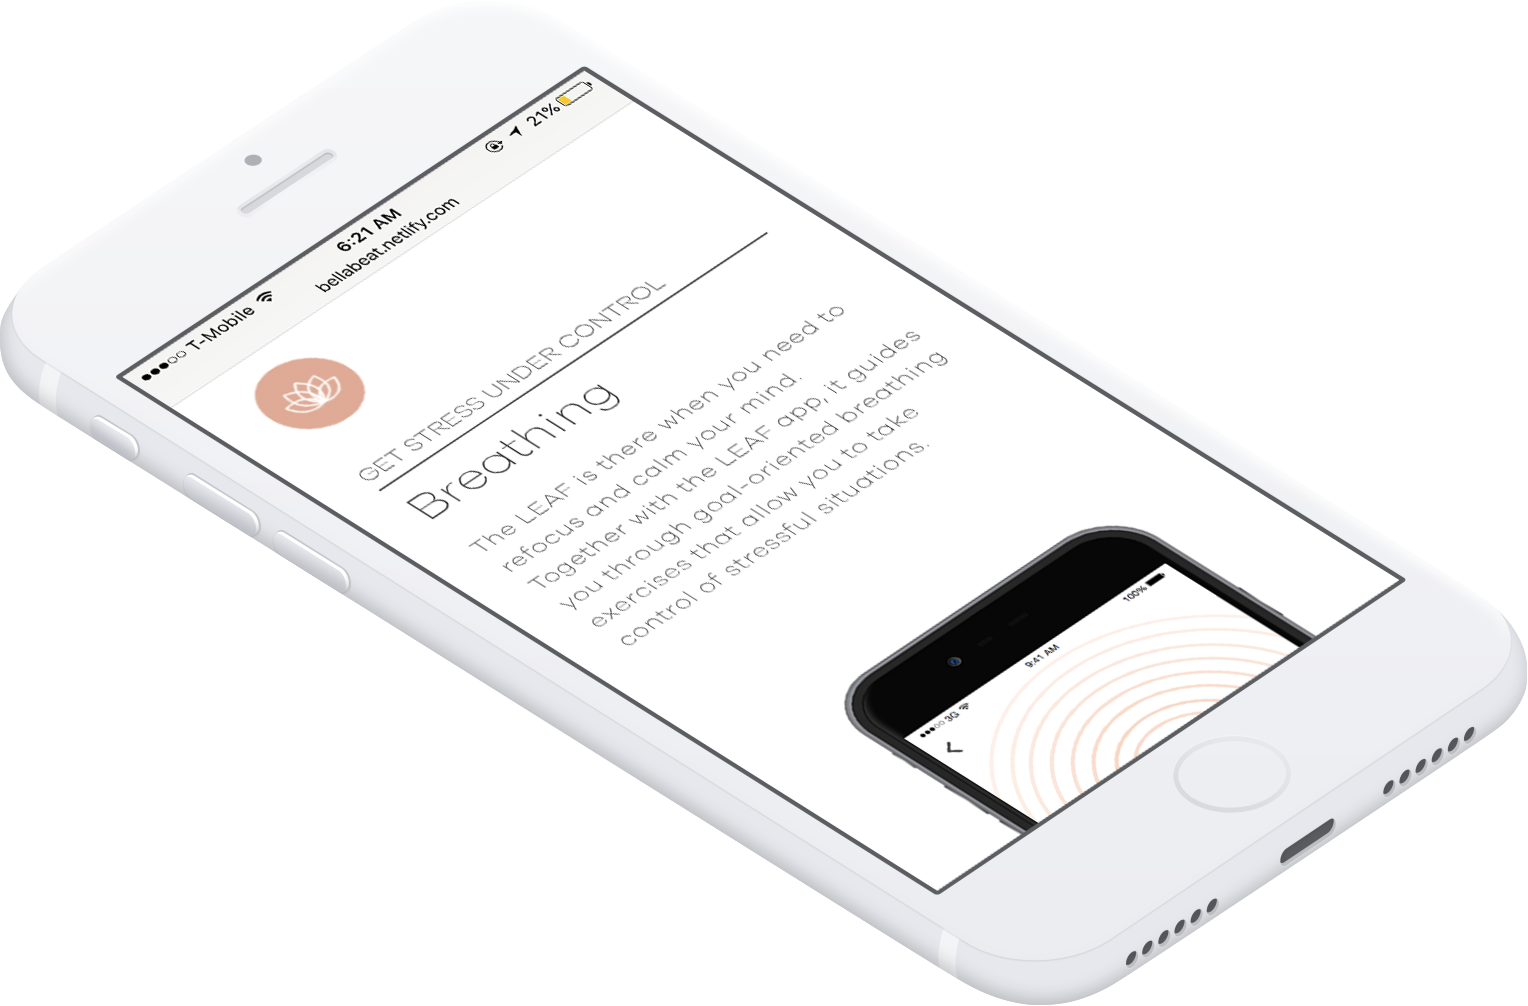 T-Mobile
6:21 AM
21%
bellabeat.netlify.com
GET STRESS UNDER CONTROL
Breathing
The LEAF is there when you need to
refocus and calm your mind.
Together with the LEAF app, it guides
you through goal-oriented breathing
exercises that allow you to take
control of stressful situations.
3G
9:41 AM
100%